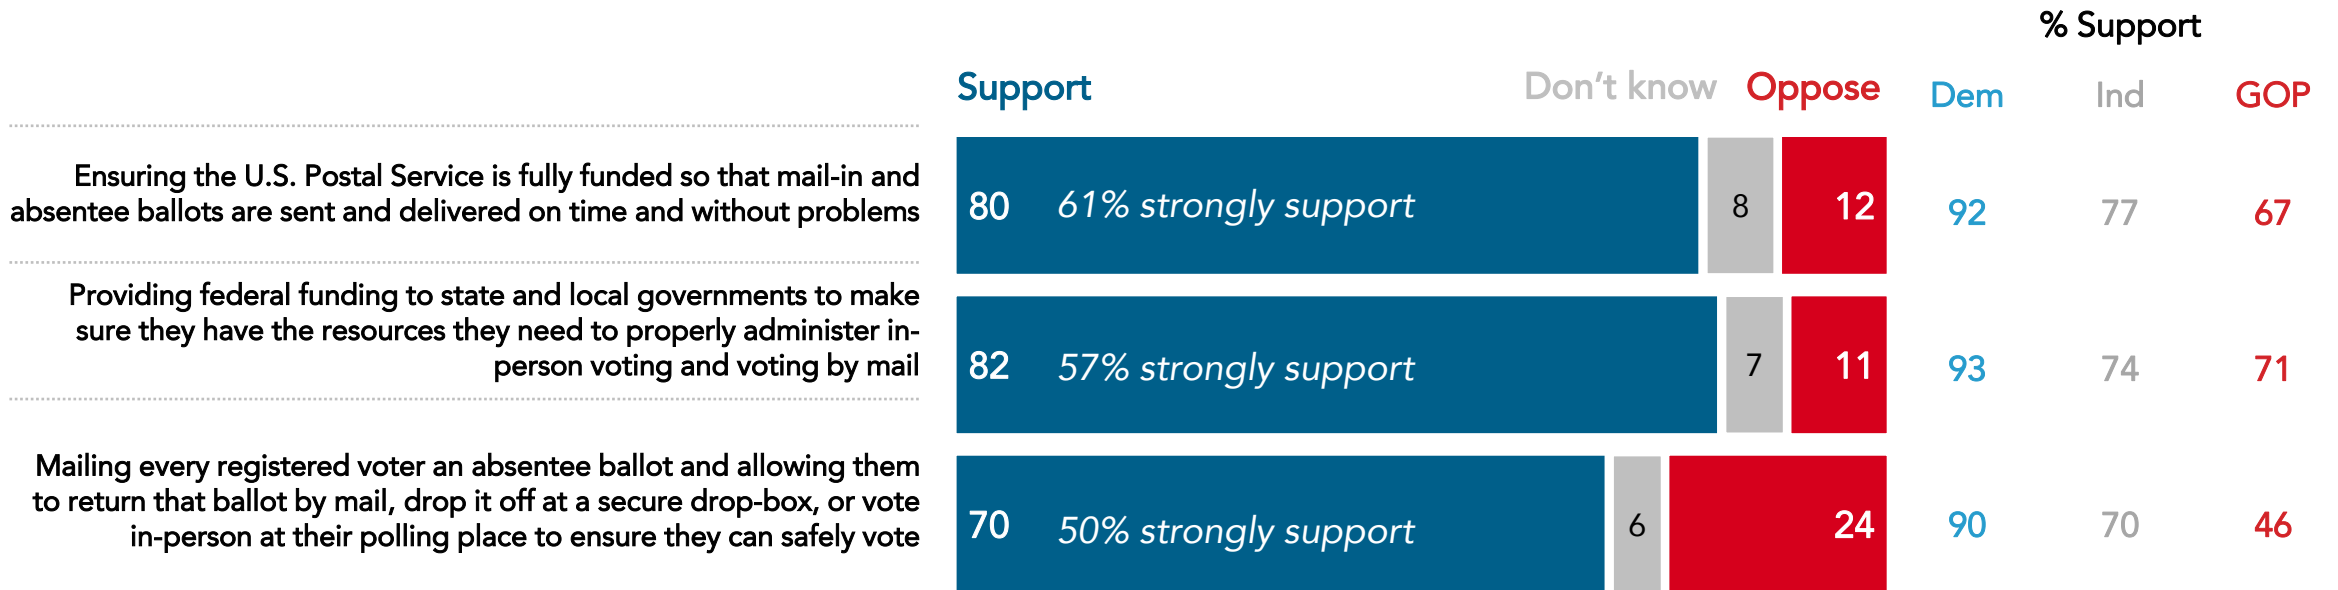 % Support
Support Don't know Oppose Dem Ind GOP
Ensuring the U.S. Postal Service is fully funded so that mail-in and
absentee ballots are sent and delivered on time and without problems
80 61% strongly support 8 12 92 77 67
Providing federal funding to state and local governments to make
sure they have the resources they need to properly administer in-
person voting and voting by mail
82 57% strongly support 7 11 93 74 71
Mailing every registered voter an absentee ballot and allowing them
to return that ballot by mail, drop it off at a secure drop-box, or vote
in-person at their polling place to ensure they can safely vote
70 50% strongly support 6 24 90 70 46